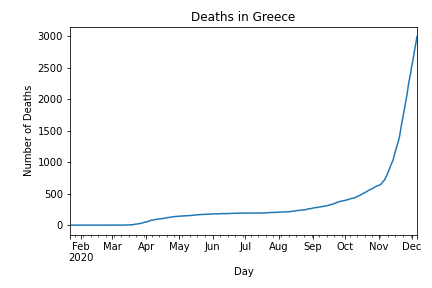 Deaths in Greece
3000
2500
2000
1500
1000
500
0
Number of Deaths
Feb Mar Apr May Jun Jul Aug Sep Oct Nov Dec
2020
Day